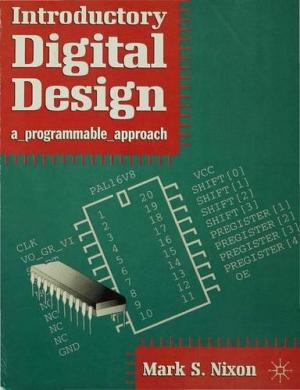 Introductory
Digital
Design
a_programmable_approach
PAL16V8
CLK
VO_GR_VI
1
2
3
4
5
6
7
8
9
10
20
19
18
17
16
15
14
13
12
11
VCC
SHIFT[0]
SHIFT[1]
SHIFT[2]
SHIFT[3]
PREGISTER[1]
PREGISTER[2]
PREGISTER[3]
PREGISTER[4]
OE
NC
NC
NC
GND
Mark S. Nixon